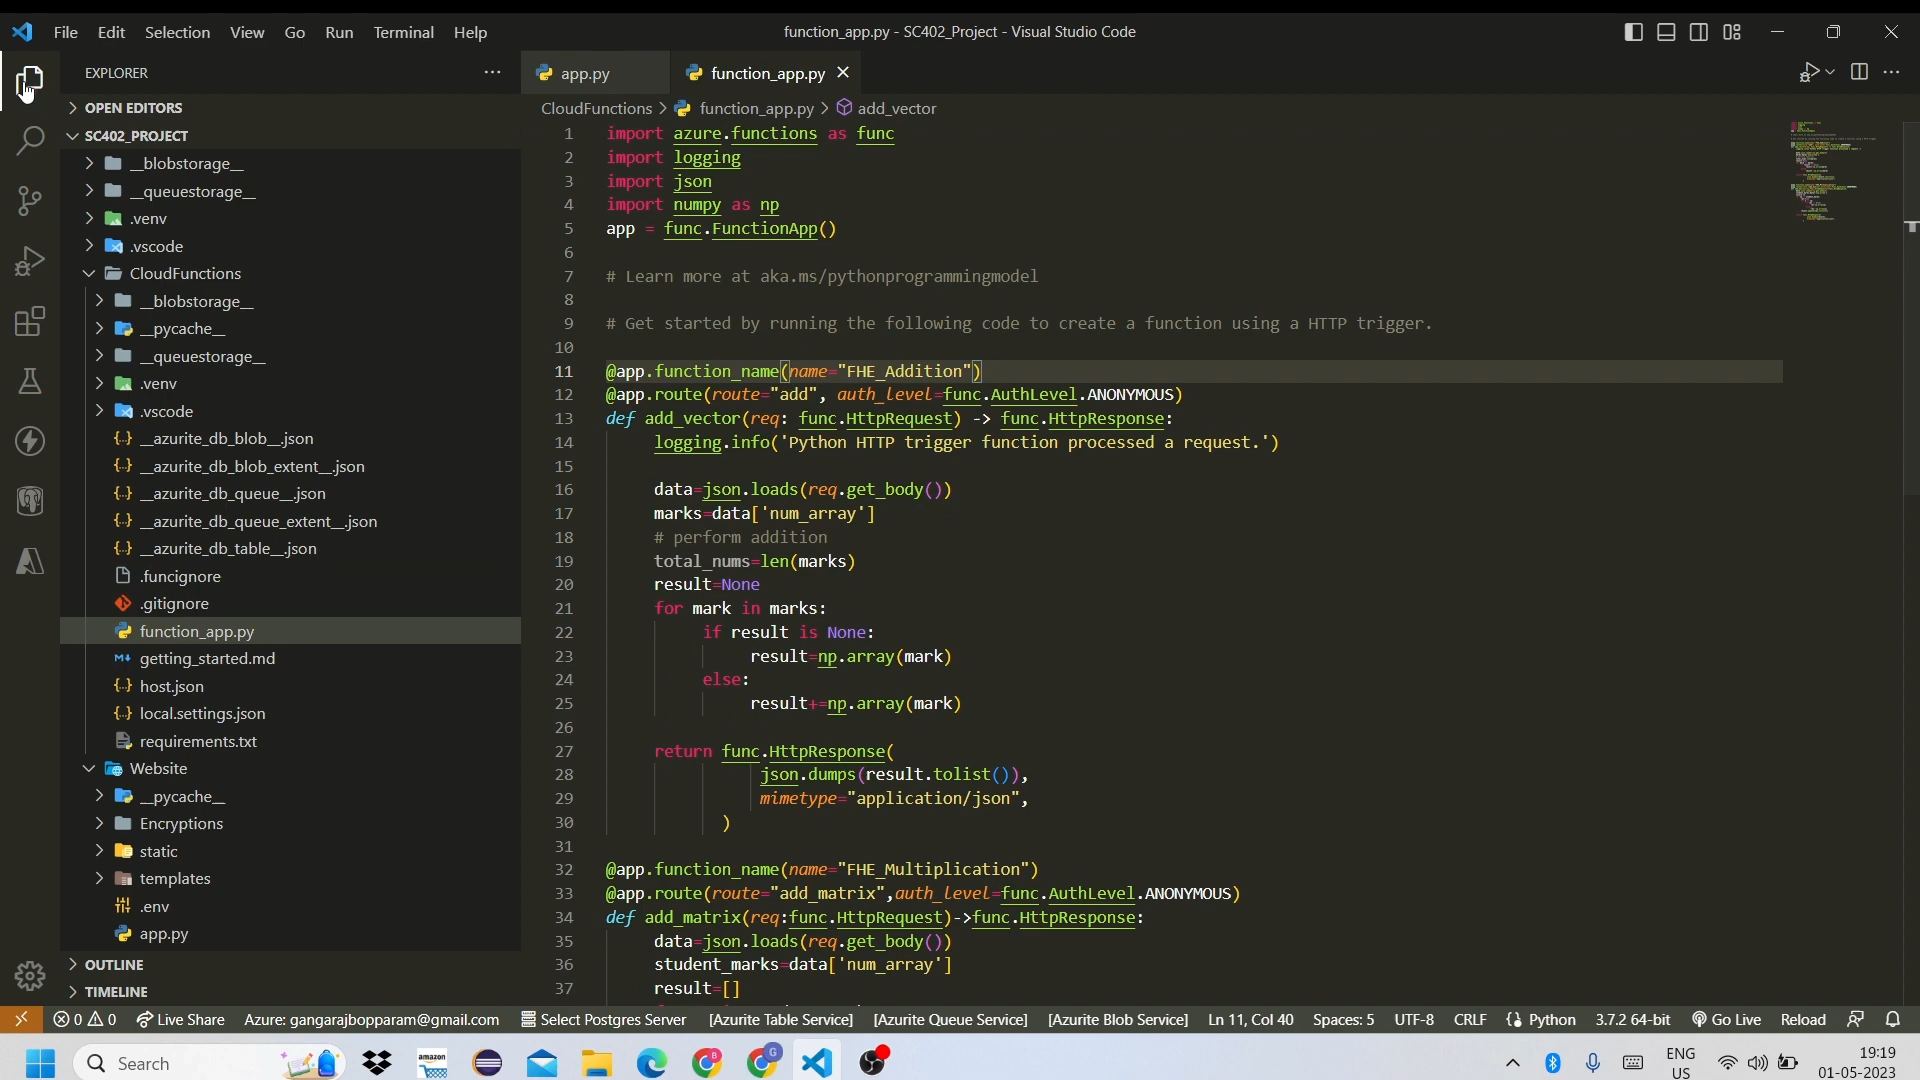 File Edit Selection View Go Run Terminal Help
function_app.py - SC402_Project - Visual Studio Code
EXPLORER
OPEN EDITORS
SC402_PROJECT
__blobstorage__
__queuestorage__
.venv
.vscode
CloudFunctions
__blobstorage__
__pycache__
__queuestorage__
.venv
.vscode
__azurite_db_blob__.json
__azurite_db_blob_extent__.json
__azurite_db_queue__.json
__azurite_db_queue_extent__.json
__azurite_db_table__.json
.funcignore
.gitignore
function_app.py
getting_started.md
host.json
local.settings.json
requirements.txt
Website
__pycache__
Encryptions
static
templates
.env
app.py
OUTLINE
TIMELINE
app.py function_app.py
CloudFunctions > function_app.py > add_vector
1 import azure.functions as func
2 import logging
3 import json
4 import numpy as np
5 app = func.FunctionApp()
6
7 # Learn more at aka.ms/pythonprogrammingmodel
8
9 # Get started by running the following code to create a function using a HTTP trigger.
10
11 @app.function_name(name="FHE_Addition")
12 @app.route(route="add", auth_level=func.AuthLevel.ANONYMOUS)
13 def add_vector(req: func.HttpRequest) -> func.HttpResponse:
14 logging.info('Python HTTP trigger function processed a request.')
15
16 data=json.loads(req.get_body())
17 marks=data['num_array']
18 # perform addition
19 total_nums=len(marks)
20 result=None
21 for mark in marks:
22 if result is None:
23 result=np.array(mark)
24 else:
25 result+=np.array(mark)
26
27 return func.HttpResponse(
28 json.dumps(result.tolist()),
29 mimetype="application/json",
30 )
31
32 @app.function_name(name="FHE_Multiplication")
33 @app.route(route="add_matrix",auth_level=func.AuthLevel.ANONYMOUS)
34 def add_matrix(req:func.HttpRequest)->func.HttpResponse:
35 data=json.loads(req.get_body())
36 student_marks=data['num_array']
37 result=[]
0 0 Live Share Azure: gangarajbopparam@gmail.com Select Postgres Server [Azurite Table Service] [Azurite Queue Service] [Azurite Blob Service] Ln 11, Col 40 Spaces: 5 UTF-8 CRLF Python 3.7.2 64-bit Go Live Reload
Search
amazon
B
G
ENG
US
19:19
01-05-2023